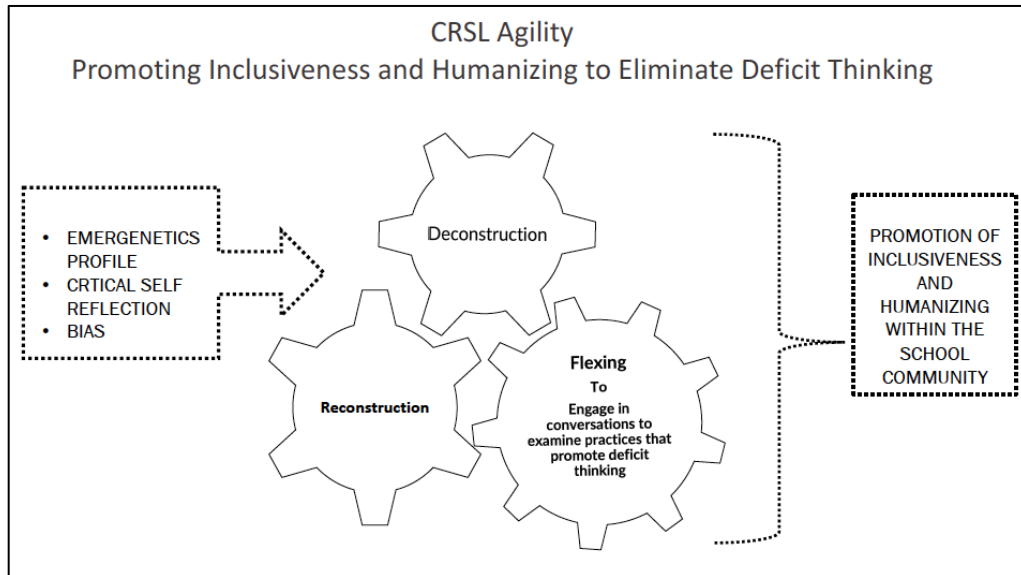 CRSL Agility
Promoting Inclusiveness and Humanizing to Eliminate Deficit Thinking
• EMERGENETICS
PROFILE
• CRTICAL SELF
REFLECTION
• BIAS
Deconstruction
Reconstruction
Flexing
To
Engage in
conversations to
examine practices that
promote deficit
thinking
PROMOTION OF
INCLUSIVENESS
AND
HUMANIZING
WITHIN THE
SCHOOL
COMMUNITY